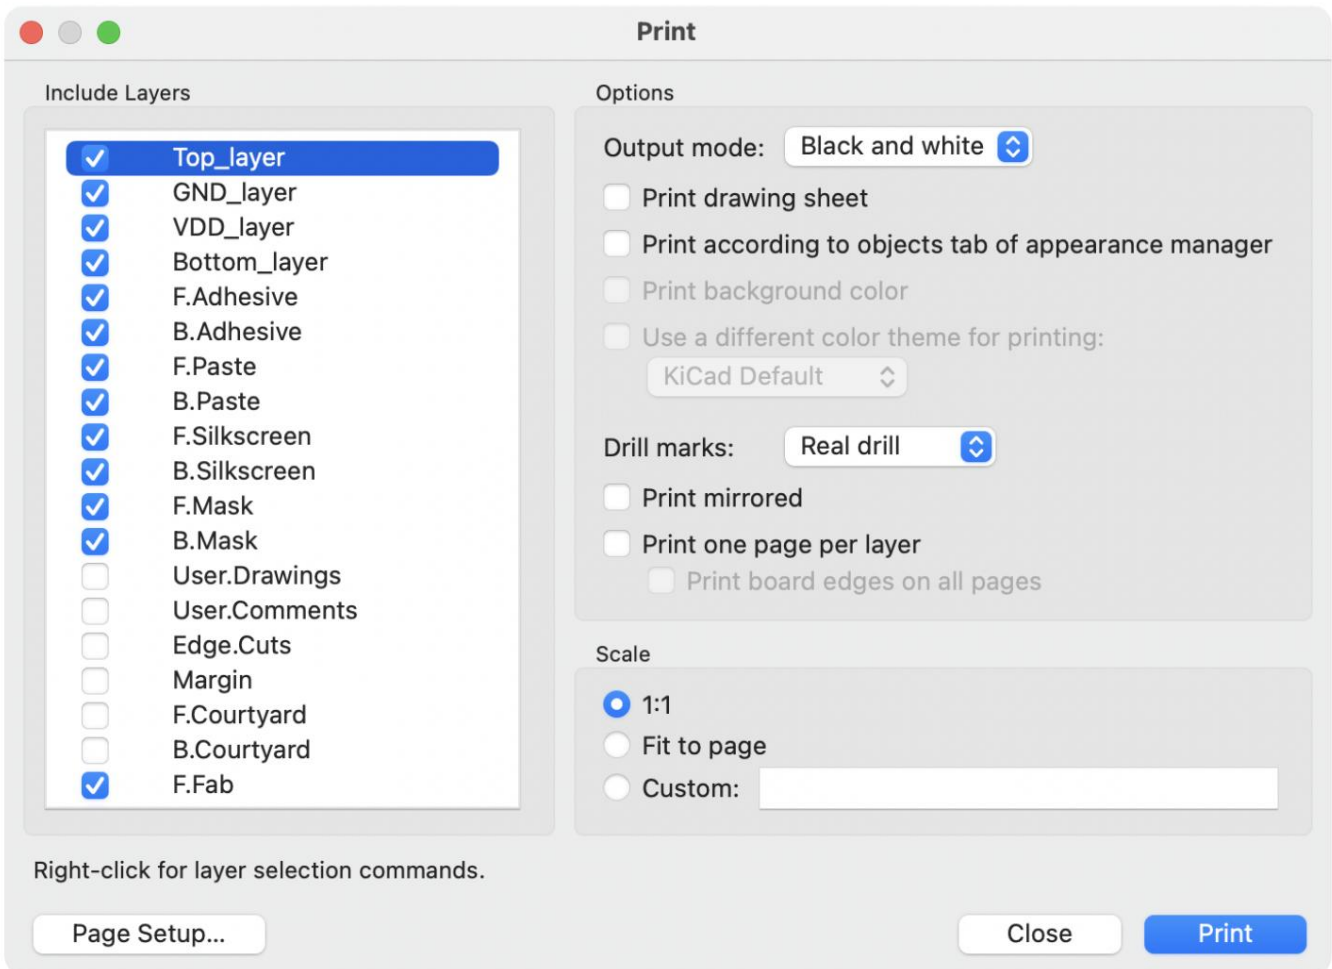 Print
Include Layers
Top_layer
GND_layer
VDD_layer
Bottom_layer
F.Adhesive
B.Adhesive
F.Paste
B.Paste
F.Silkscreen
B.Silkscreen
F.Mask
B.Mask
User.Drawings
User.Comments
Edge.Cuts
Margin
F.Courtyard
B.Courtyard
F.Fab
Right-click for layer selection commands.
Page Setup...
Options
Output mode: Black and white
Print drawing sheet
Print according to objects tab of appearance manager
Print background color
Use a different color theme for printing:
KiCad Default
Drill marks: Real drill
Print mirrored
Print one page per layer
Print board edges on all pages
Scale
1:1
Fit to page
Custom:
Close Print